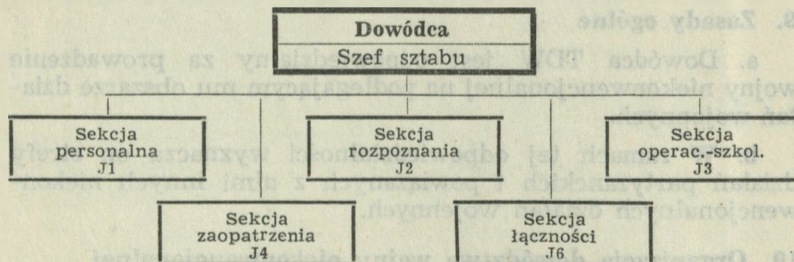 Dowódca
Szef sztabu
Sekcja
personalna
J1
Sekcja
rozpoznania
J2
Sekcja
operac.-szkol.
J3
Sekcja
zaopatrzenia
J4
Sekcja
łączności
J6